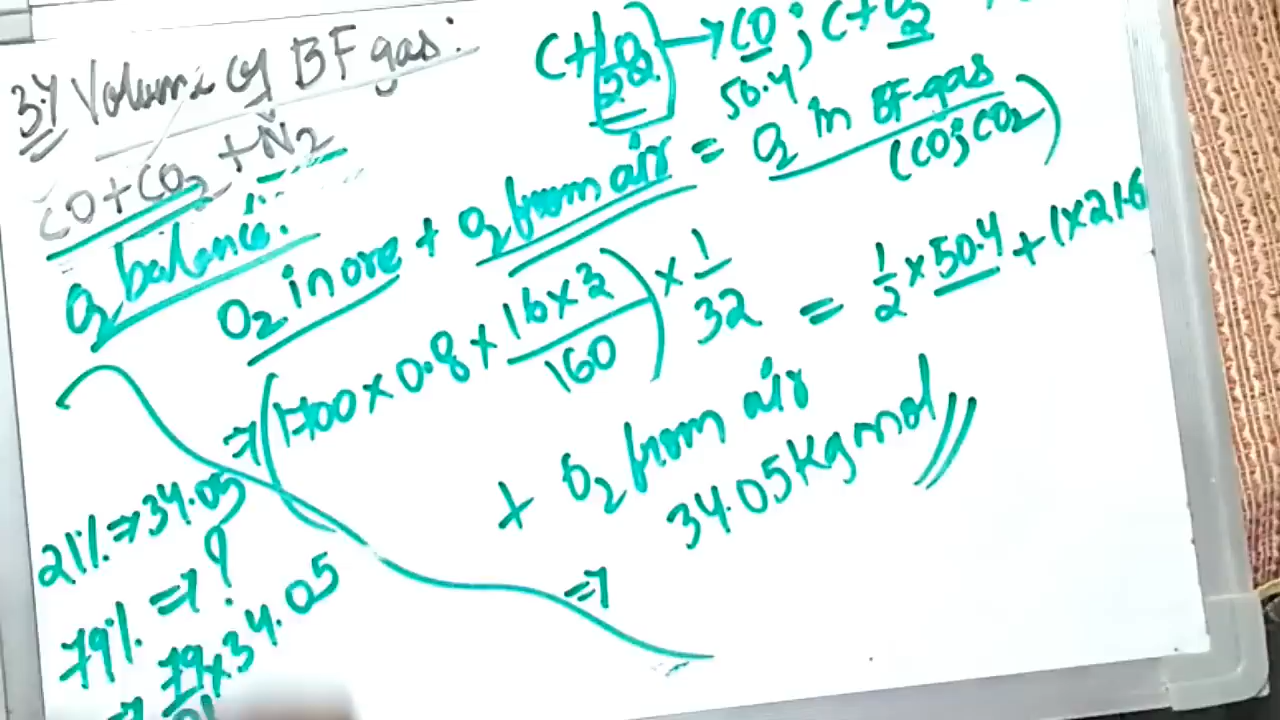 3.4 Volume of BF gas:
CO+CO₂+N₂
O₂ balance:
C+(1/2 O₂)→CO; C+O₂
50.4
O₂ in ore + O₂ from air = O₂ in BF gas
(CO; CO₂)
⇒ (1700×0.8×(16×3)/160)×1/32 = 1/2×50.4+1×21.6
+ O₂ from air
⇒ 34.05 Kg mol
21% ⇒ 34.05
79% ⇒ ?
79 × 34.05